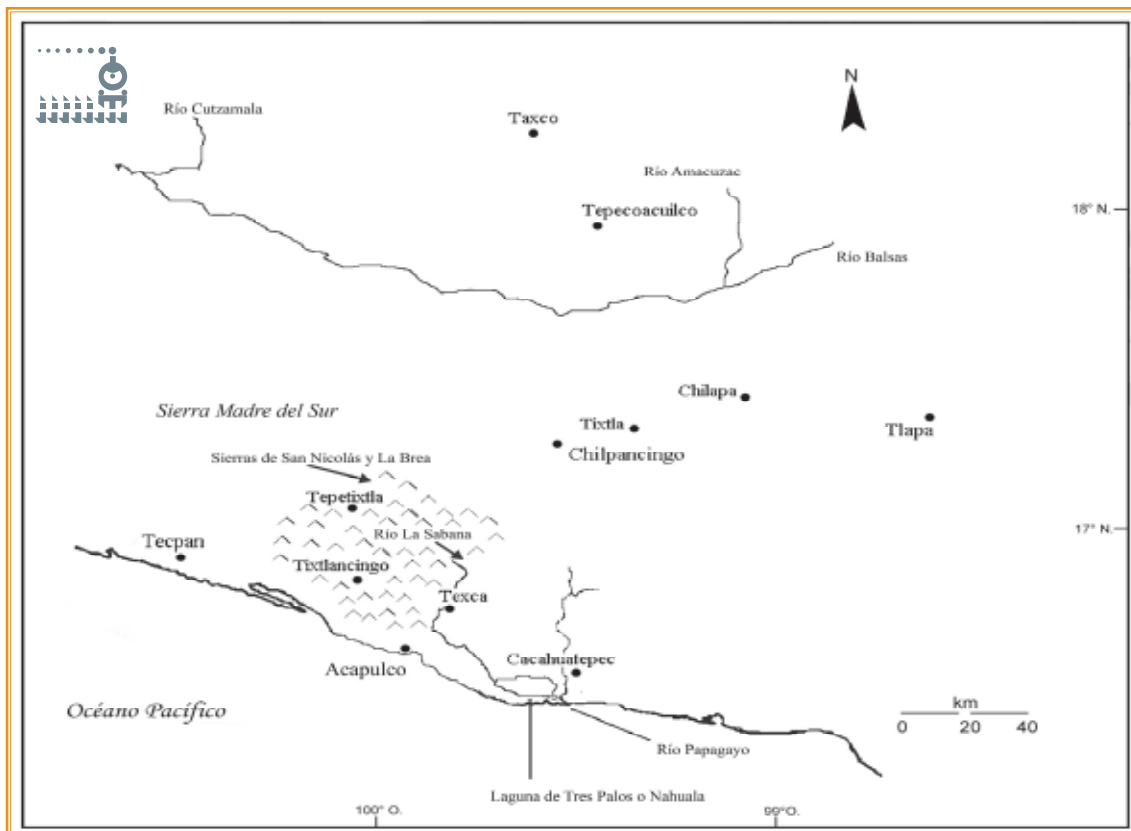 Río Cutzamala
Taxco
N
Río Amacuzac
Tepecoacuilco
18° N.
Río Balsas
Chilapa
Sierra Madre del Sur
Tixtla
Tlapa
Chilpancingo
Sierras de San Nicolás y La Brea
Tepetixtla
17° N.
Río La Sabana
Tecpan
Tixtlancingo
Texca
Cacahuatepec
Acapulco
Océano Pacífico
km
0 20 40
Río Papagayo
Laguna de Tres Palos o Nahuala
100° O.
99° O.